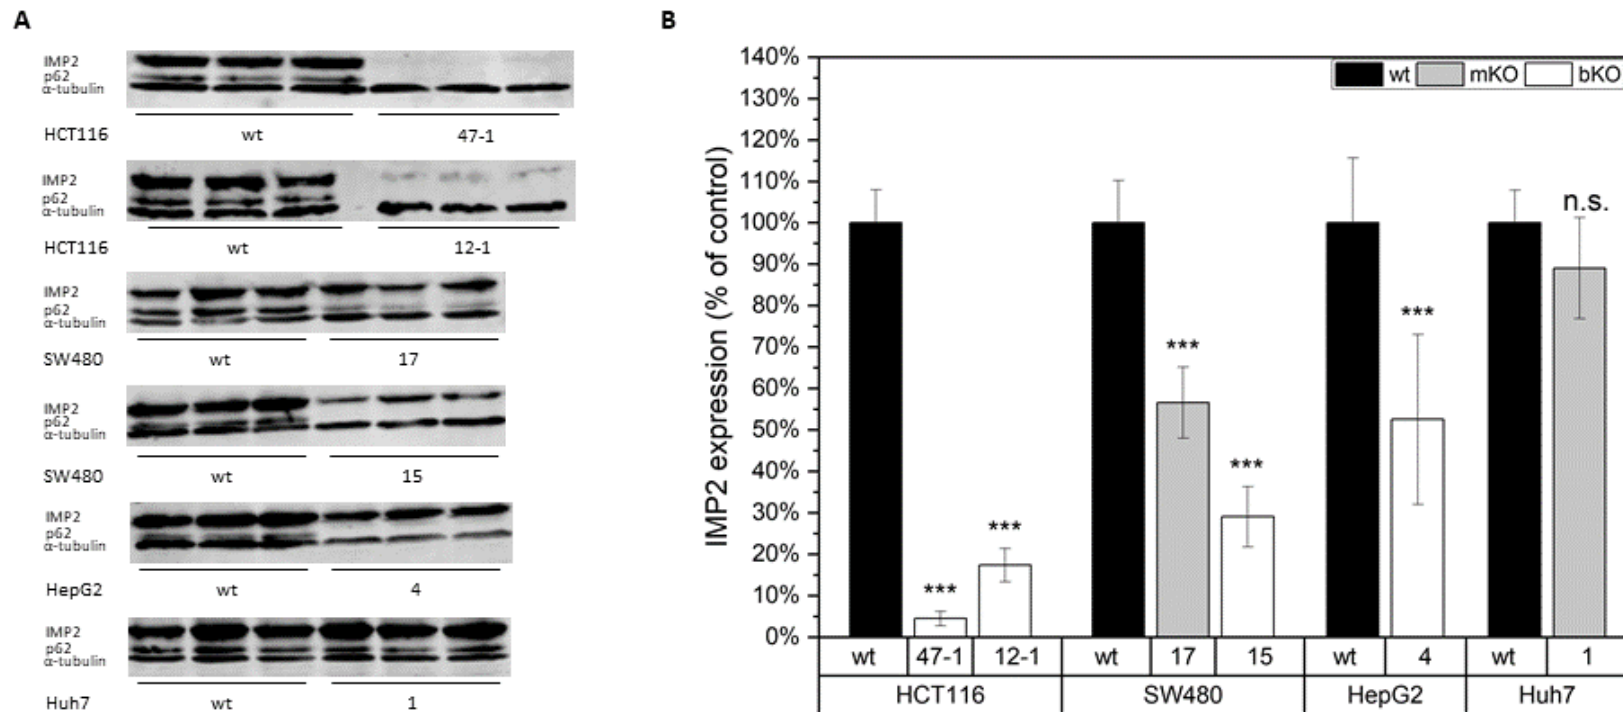 A
IMP2
p62
α-tubulin
HCT116 wt 47-1
IMP2
p62
α-tubulin
HCT116 wt 12-1
IMP2
p62
α-tubulin
SW480 wt 17
IMP2
p62
α-tubulin
SW480 wt 15
IMP2
p62
α-tubulin
HepG2 wt 4
IMP2
p62
α-tubulin
Huh7 wt 1
B
IMP2 expression (% of control)
140%
130%
120%
110%
100%
90%
80%
70%
60%
50%
40%
30%
20%
10%
0%
wt mKO bKO
*** *** *** *** *** n.s.
wt 47-1 12-1 wt 17 15 wt 4 wt 1
HCT116 SW480 HepG2 Huh7